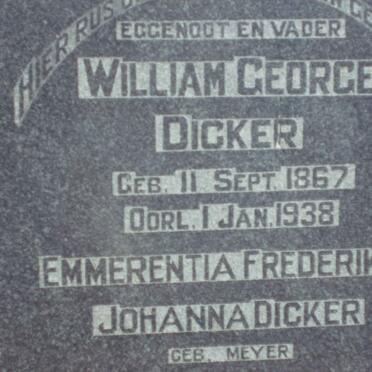 HIER RUS
EGGENOOT EN VADER
WILLIAM GEORGE
DICKER
GEB. 11 SEPT. 1867
OORL. 1 JAN. 1938
EMMERENTIA FREDERIK
JOHANNA DICKER
GEB. MEYER